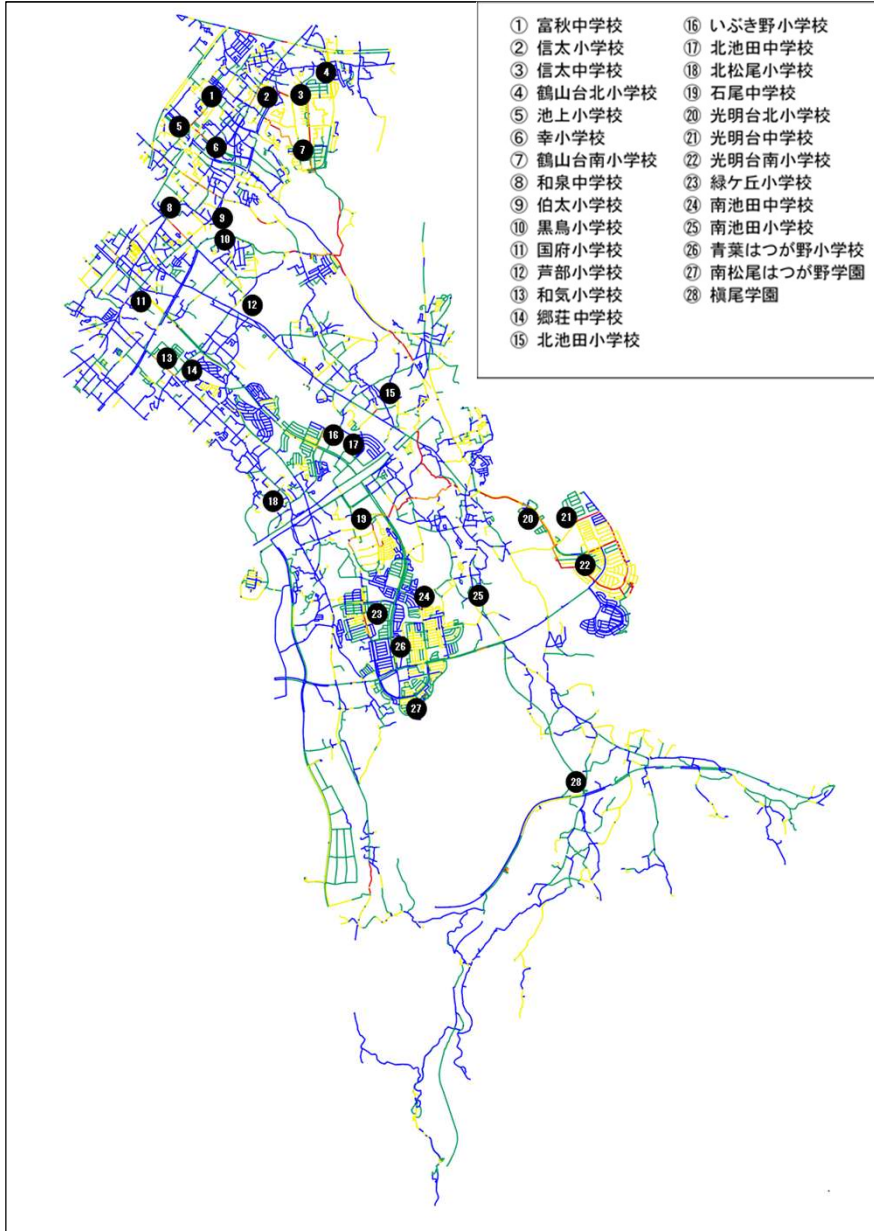 ① 富秋中学校
② 信太小学校
③ 信太中学校
④ 鶴山台北小学校
⑤ 池上小学校
⑥ 幸小学校
⑦ 鶴山台南小学校
⑧ 和泉中学校
⑨ 伯太小学校
⑩ 黒鳥小学校
⑪ 国府小学校
⑫ 芦部小学校
⑬ 和気小学校
⑭ 郷荘中学校
⑮ 北池田小学校
⑯ いぶき野小学校
⑰ 北池田中学校
⑱ 北松尾小学校
⑲ 石尾中学校
⑳ 光明台北小学校
㉑ 光明台中学校
㉒ 光明台南小学校
㉓ 緑ケ丘小学校
㉔ 南池田中学校
㉕ 南池田小学校
㉖ 青葉はつが野小学校
㉗ 南松尾はつが野学園
㉘ 槇尾学園
4
1
2
3
5
6
7
8
9
10
11
12
13
14
15
16
17
18
19
20
21
22
23
24
25
26
27
28